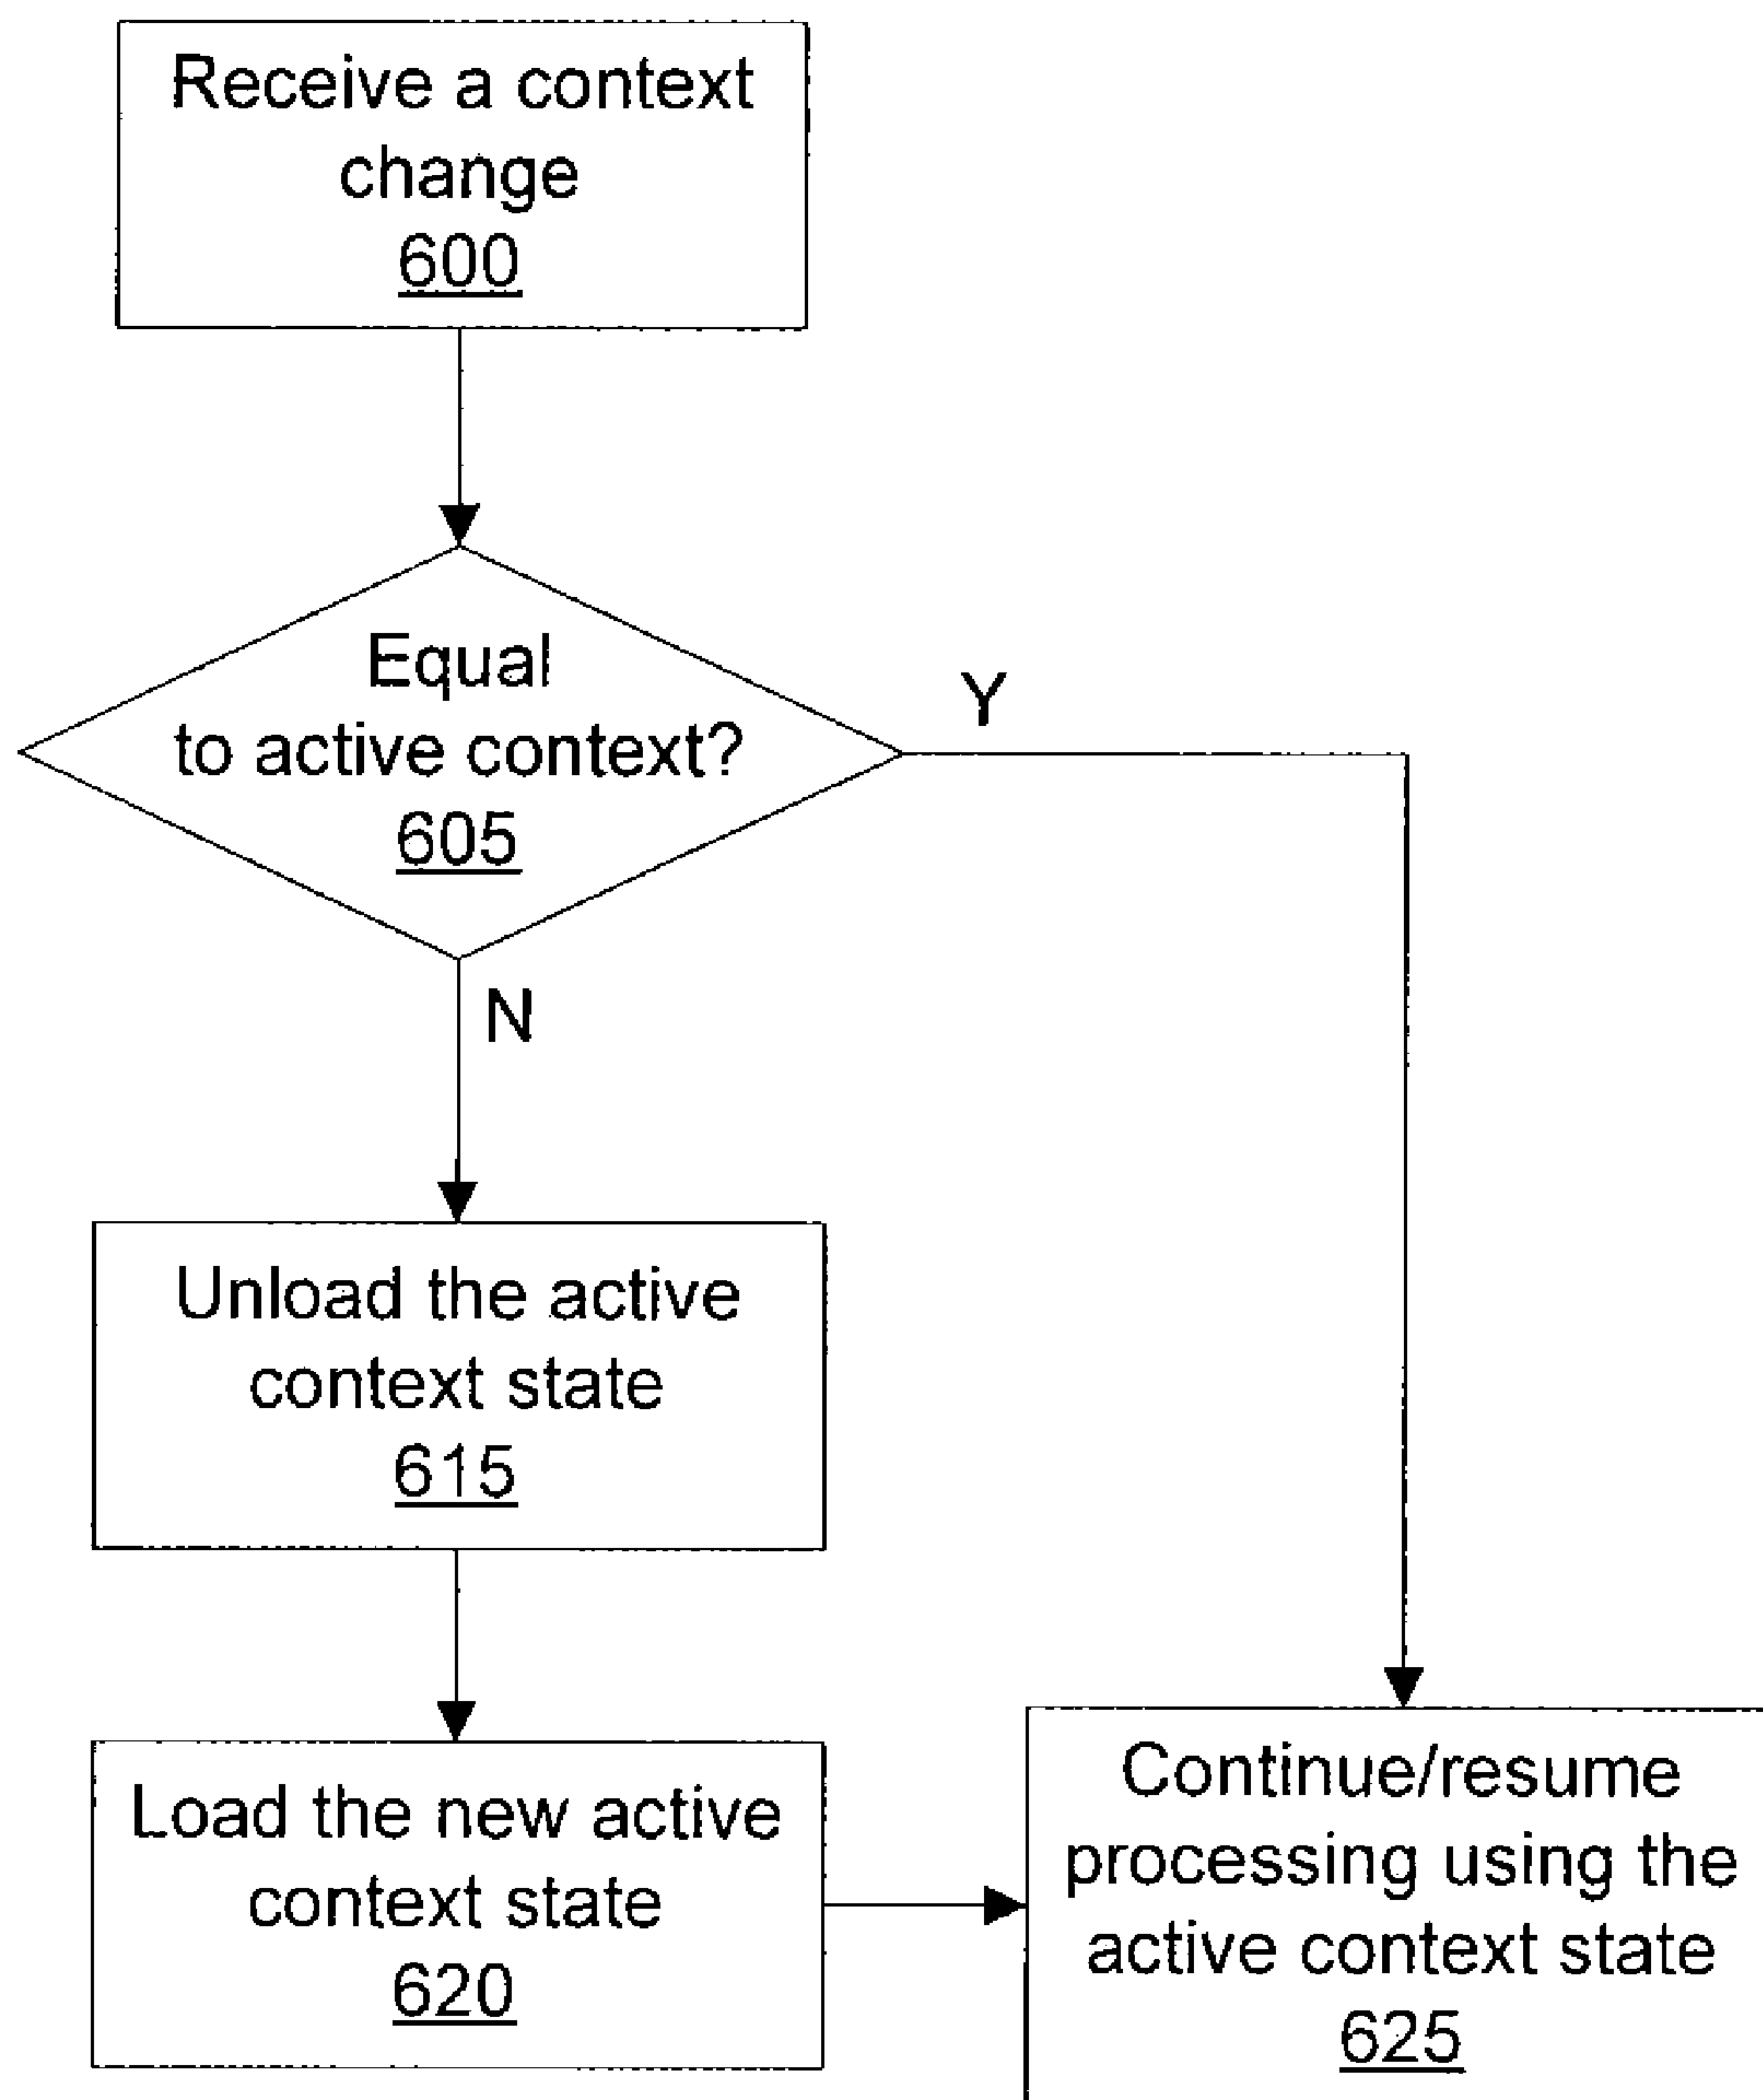 Receive a context
change
600
Equal
to active context?
605
Y
N
Unload the active
context state
615
Load the new active
context state
620
Continue/resume
processing using the
active context state
625